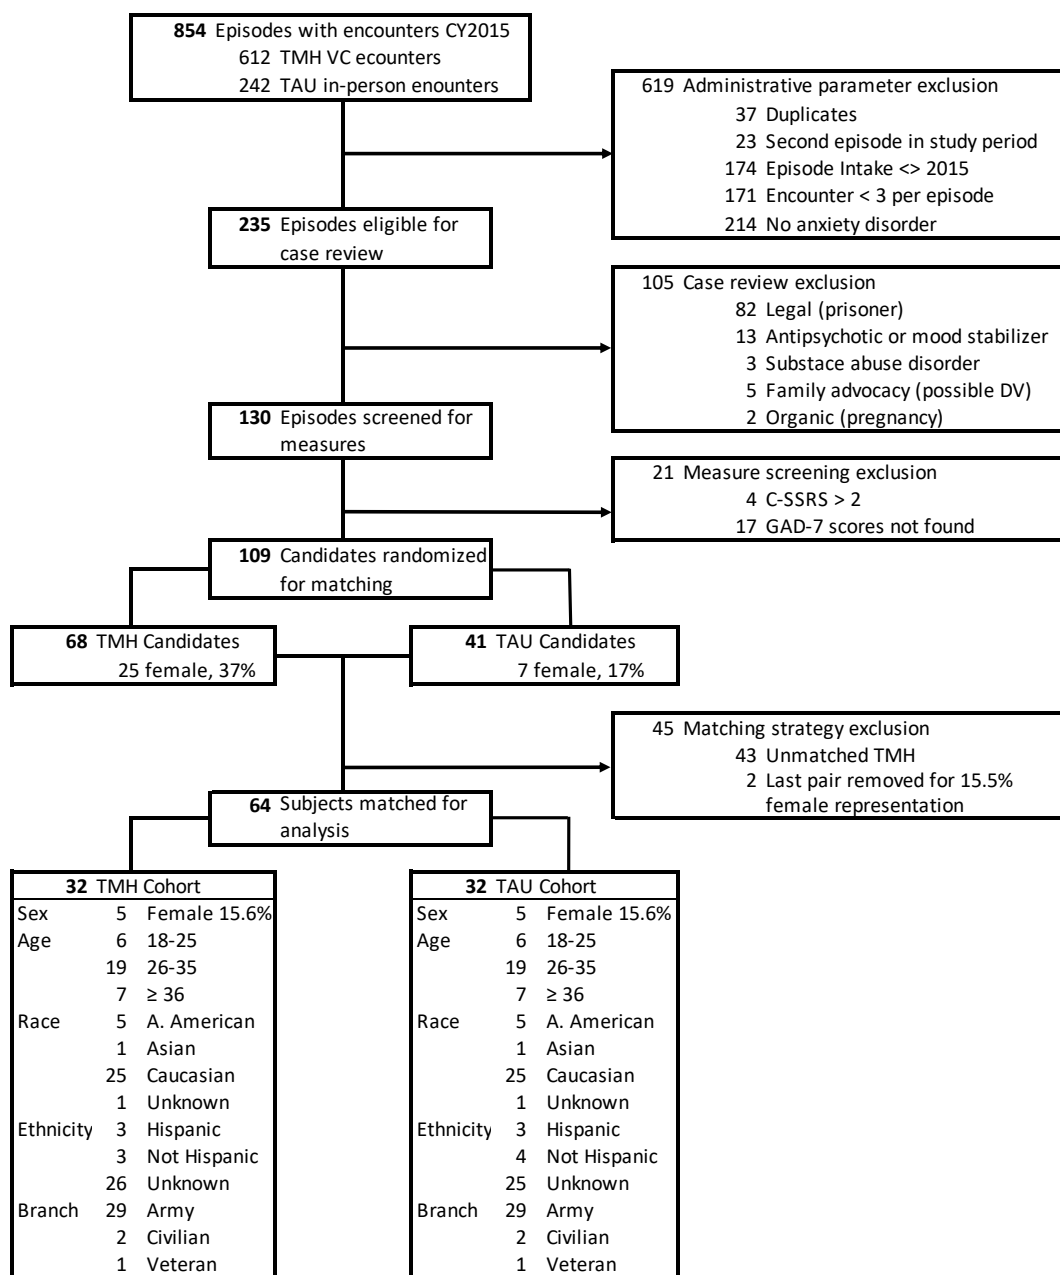 854 Episodes with encounters CY2015
612 TMH VC ecounters
242 TAU in-person enounters
619 Administrative parameter exclusion
37 Duplicates
23 Second episode in study period
174 Episode Intake <> 2015
171 Encounter < 3 per episode
214 No anxiety disorder
235 Episodes eligible for
case review
105 Case review exclusion
82 Legal (prisoner)
13 Antipsychotic or mood stabilizer
3 Substace abuse disorder
5 Family advocacy (possible DV)
2 Organic (pregnancy)
130 Episodes screened for
measures
21 Measure screening exclusion
4 C-SSRS > 2
17 GAD-7 scores not found
109 Candidates randomized
for matching
68 TMH Candidates
25 female, 37%
41 TAU Candidates
7 female, 17%
45 Matching strategy exclusion
43 Unmatched TMH
2 Last pair removed for 15.5%
female representation
64 Subjects matched for
analysis
32 TMH Cohort
Sex 5 Female 15.6%
Age 6 18-25
19 26-35
7 ≥ 36
Race 5 A. American
1 Asian
25 Caucasian
1 Unknown
Ethnicity 3 Hispanic
3 Not Hispanic
26 Unknown
Branch 29 Army
2 Civilian
1 Veteran
32 TAU Cohort
Sex 5 Female 15.6%
Age 6 18-25
19 26-35
7 ≥ 36
Race 5 A. American
1 Asian
25 Caucasian
1 Unknown
Ethnicity 3 Hispanic
4 Not Hispanic
25 Unknown
Branch 29 Army
2 Civilian
1 Veteran